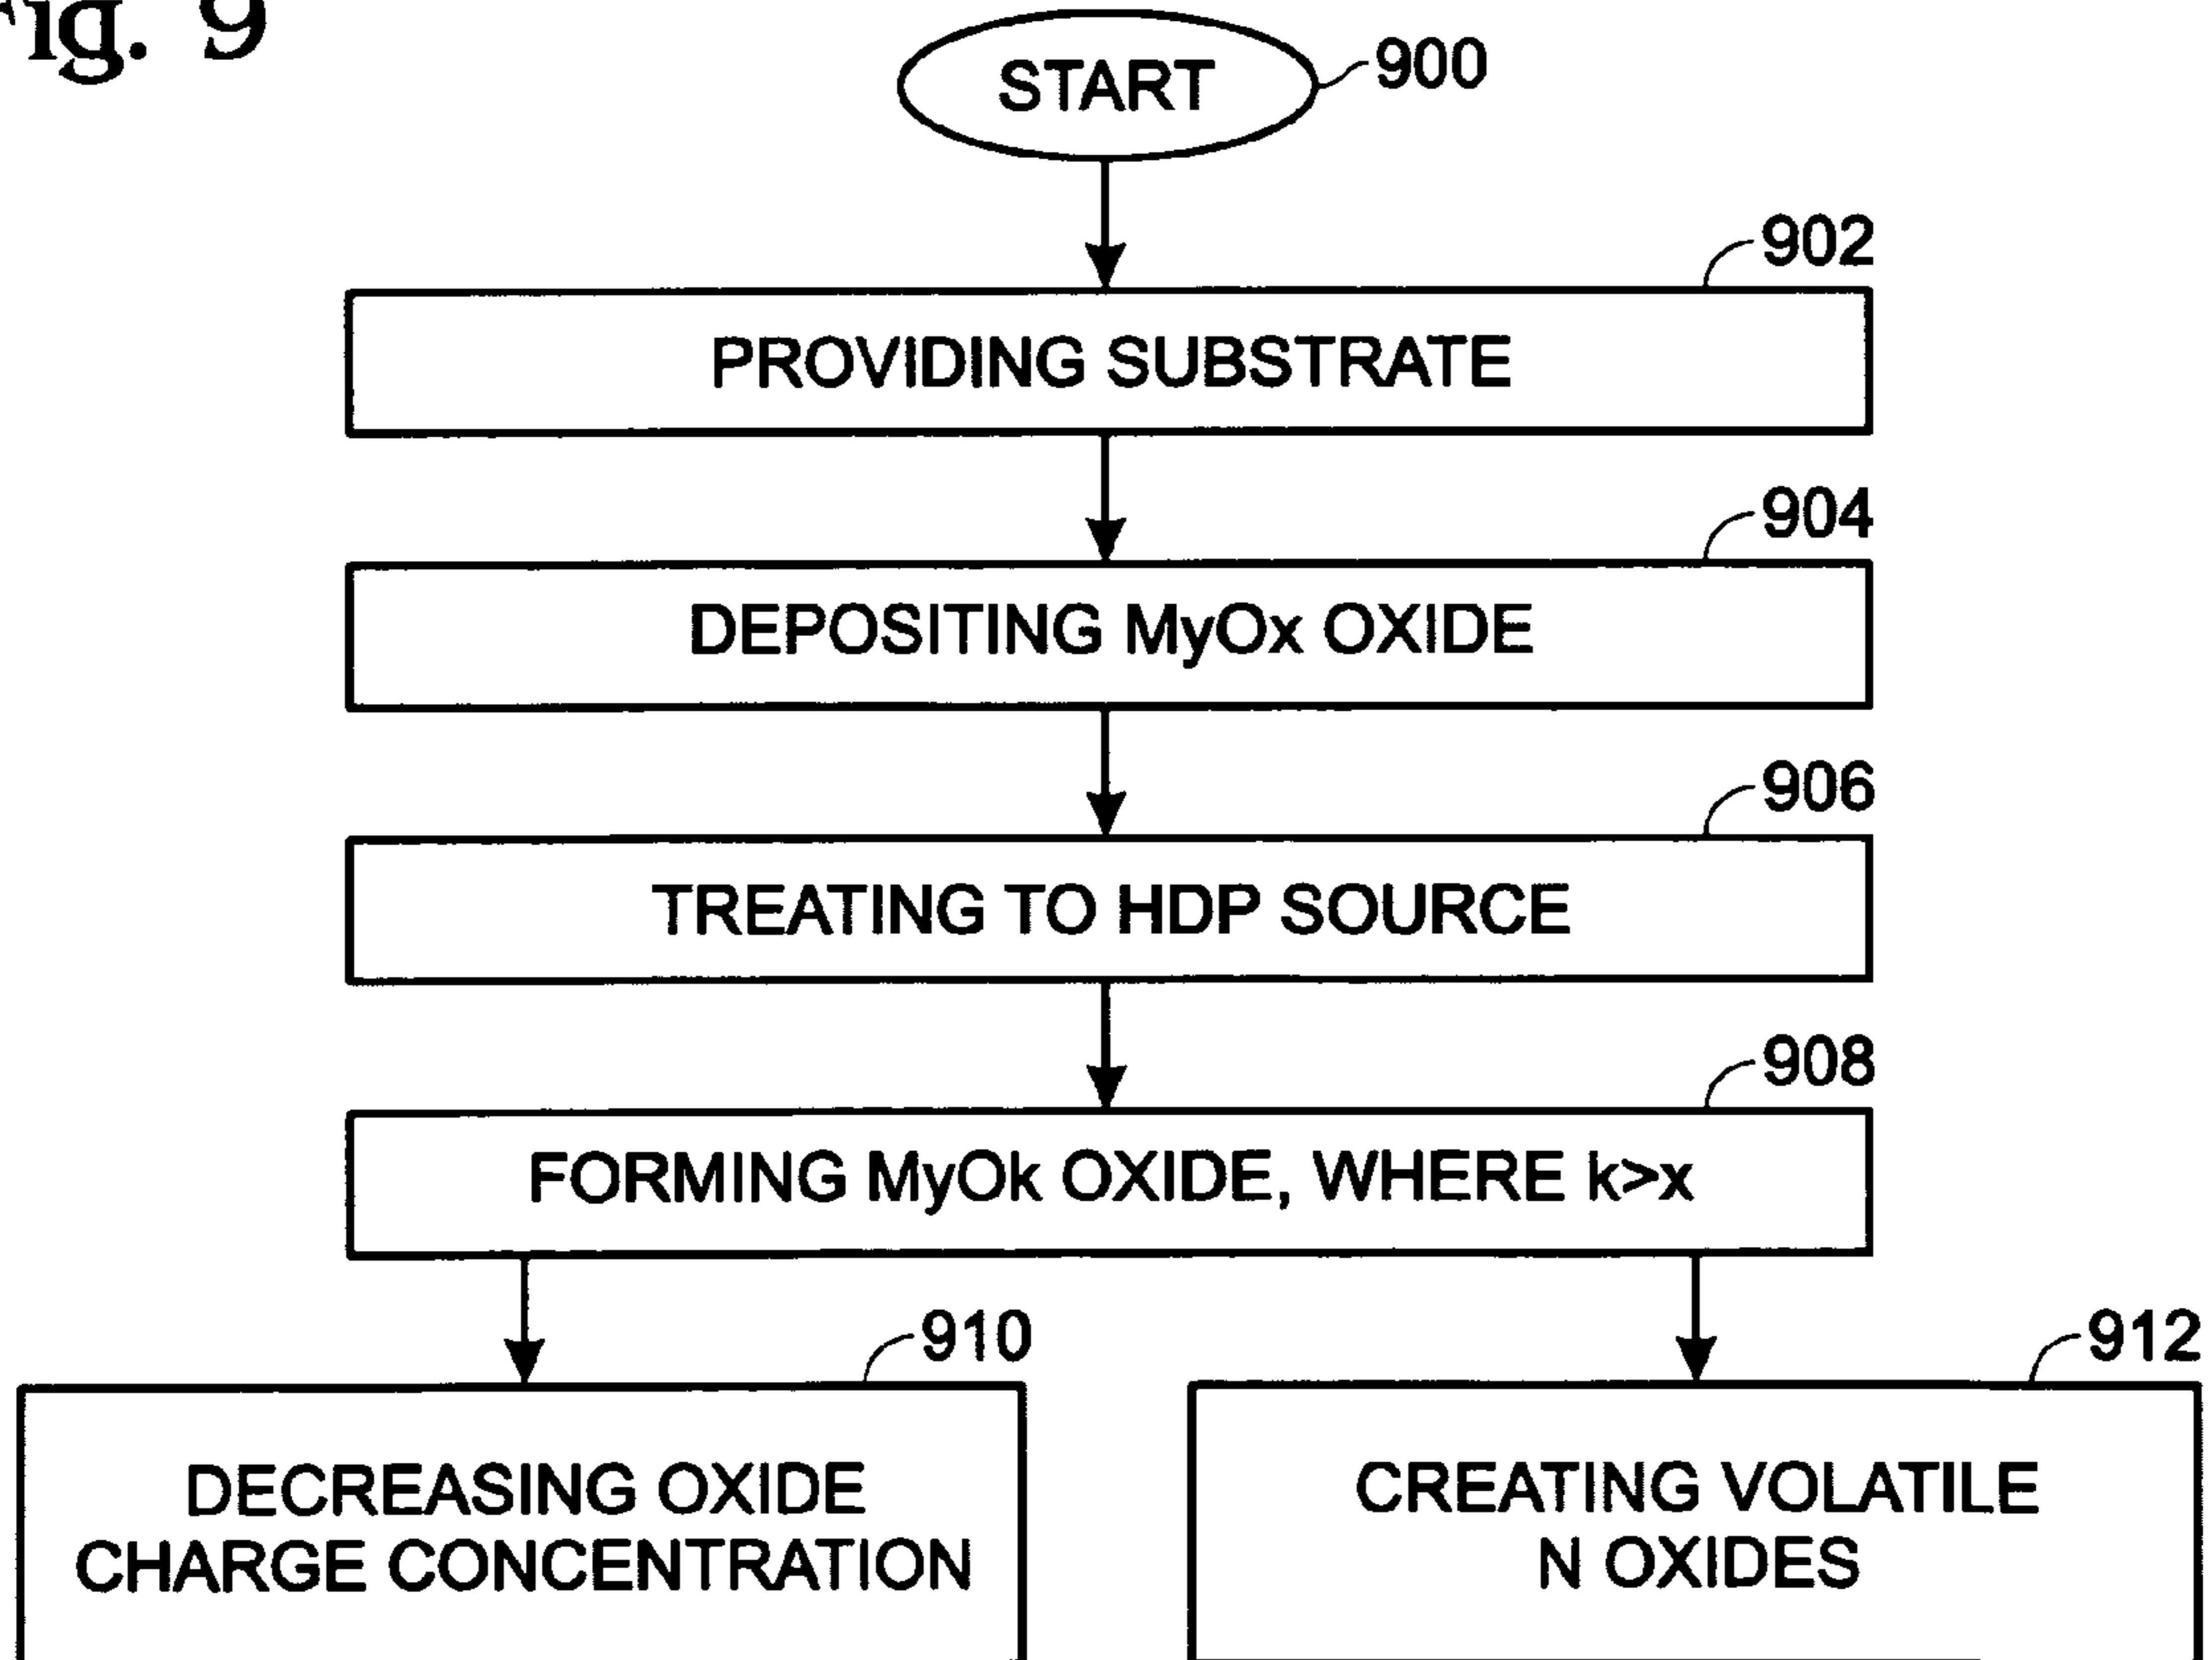 Fig. 9
START
900
902
PROVIDING SUBSTRATE
904
DEPOSITING MyOx OXIDE
906
TREATING TO HDP SOURCE
908
FORMING MyOk OXIDE, WHERE k>x
910
912
DECREASING OXIDE
CHARGE CONCENTRATION
CREATING VOLATILE
N OXIDES